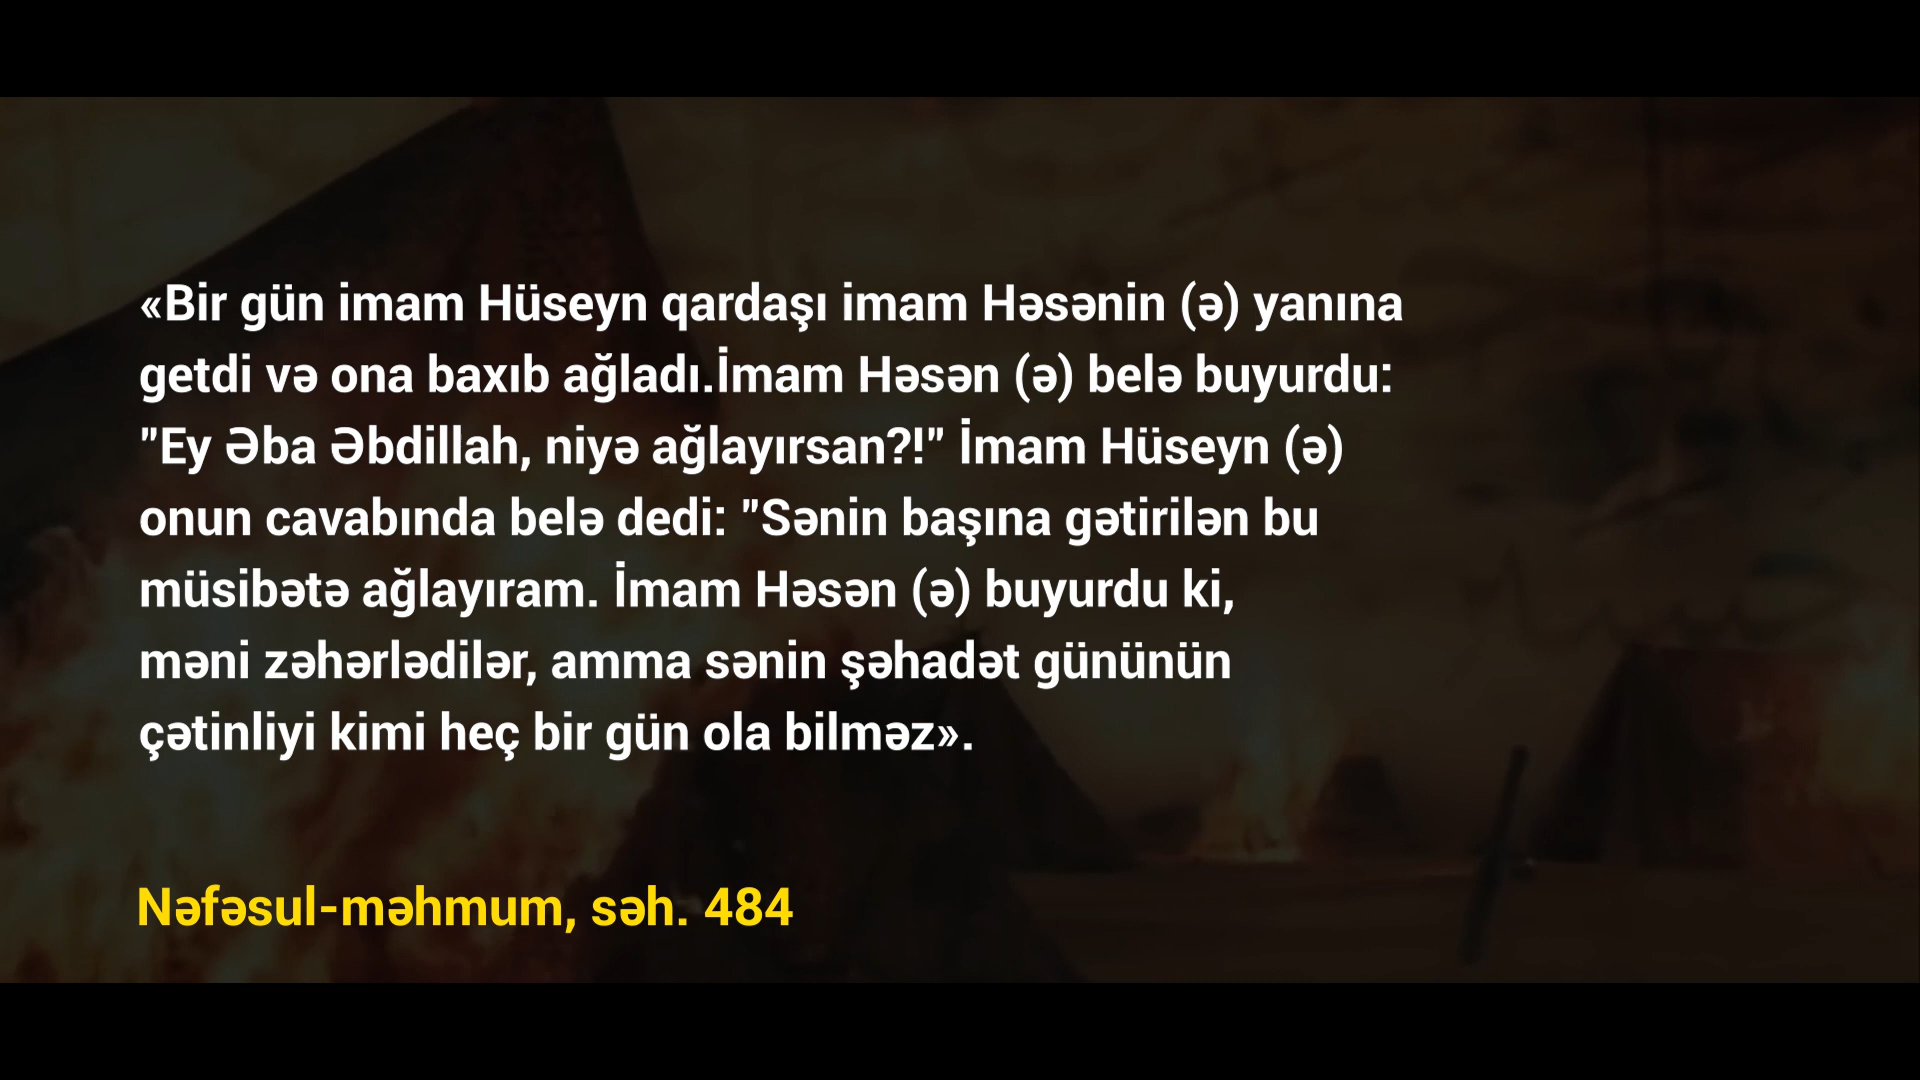 «Bir gün imam Hüseyn qardaşı imam Həsənin (ə) yanına
getdi və ona baxıb ağladı.İmam Həsən (ə) belə buyurdu:
"Ey Əba Əbdillah, niyə ağlayırsan?!" İmam Hüseyn (ə)
onun cavabında belə dedi: "Sənin başına gətirilən bu
müsibətə ağlayıram. İmam Həsən (ə) buyurdu ki,
məni zəhərlədilər, amma sənin şəhadət gününün
çətinliyi kimi heç bir gün ola bilməz».
Nəfəsul-məhmum, səh. 484